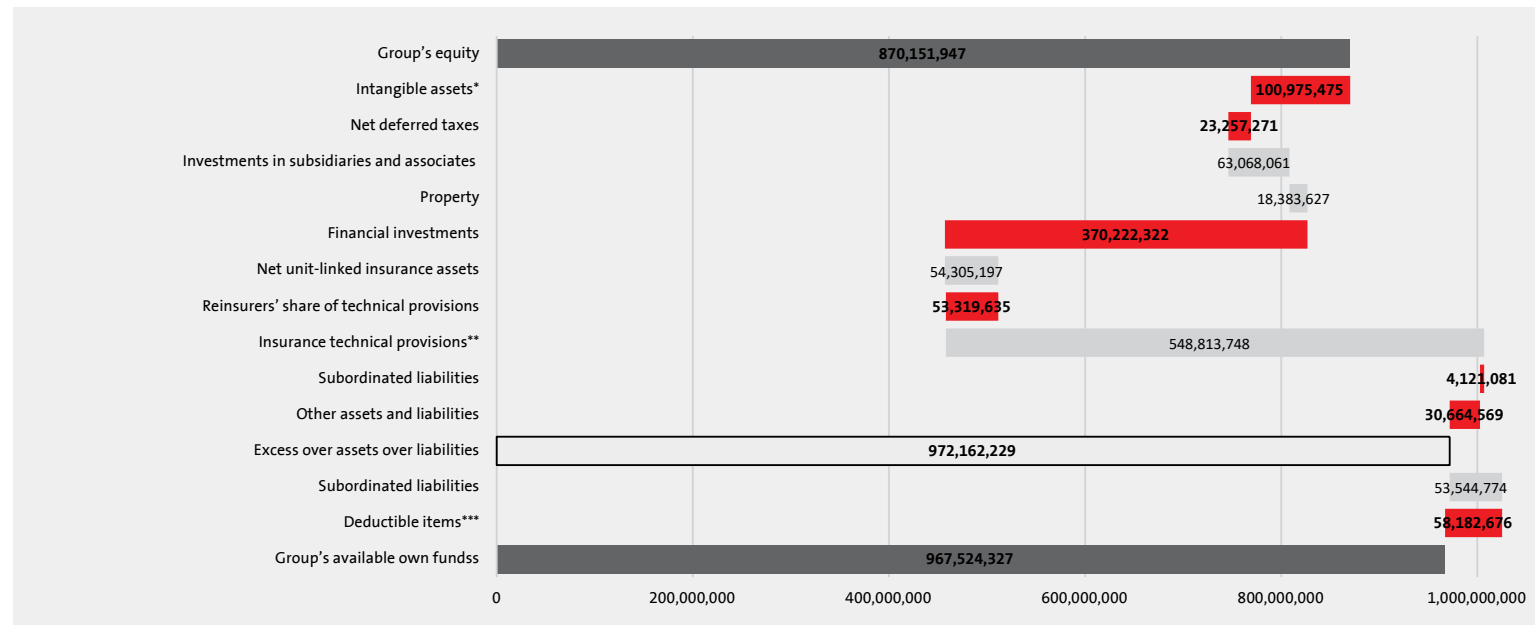 Group’s equity 870,151,947
Intangible assets* 100,975,475
Net deferred taxes 23,257,271
Investments in subsidiaries and associates 63,068,061
Property 18,383,627
Financial investments 370,222,322
Net unit-linked insurance assets 54,305,197
Reinsurers’ share of technical provisions 53,319,635
Insurance technical provisions** 548,813,748
Subordinated liabilities 4,121,081
Other assets and liabilities 30,664,569
Excess over assets over liabilities 972,162,229
Subordinated liabilities 53,544,774
Deductible items*** 58,182,676
Group’s available own fundss 967,524,327
0 200,000,000 400,000,000 600,000,000 800,000,000 1,000,000,000